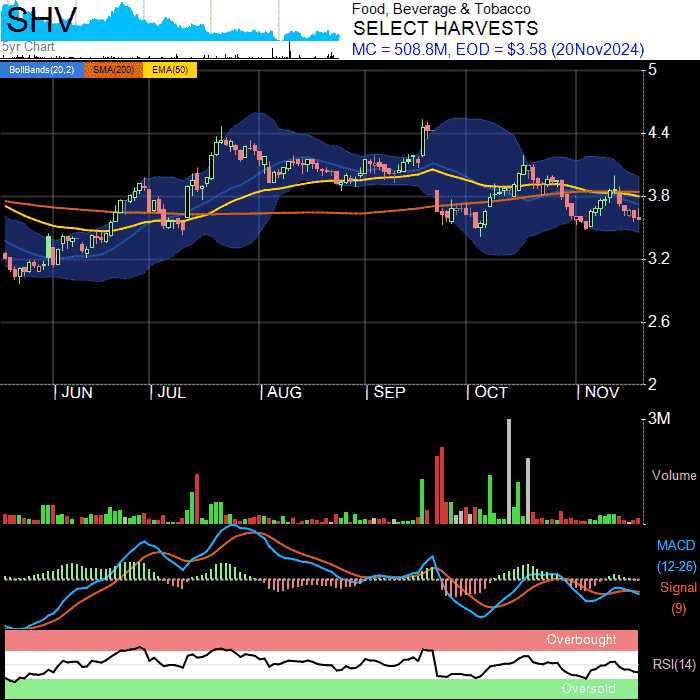 SHV
5yr Chart
Food, Beverage & Tobacco
SELECT HARVESTS
MC = 508.8M, EOD = $3.58 (20Nov2024)
BollBands(20,2) SMA(200) EMA(50)
5
4.4
3.8
3.2
2.6
2
JUN JUL AUG SEP OCT NOV
3M
Volume
MACD
(12-26)
Signal
(9)
Overbought
RSI(14)
Oversold